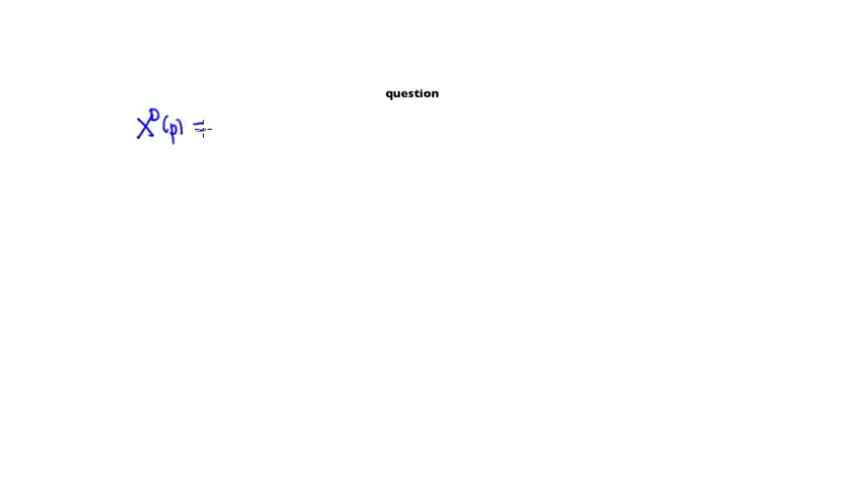 question
X^D(p) =